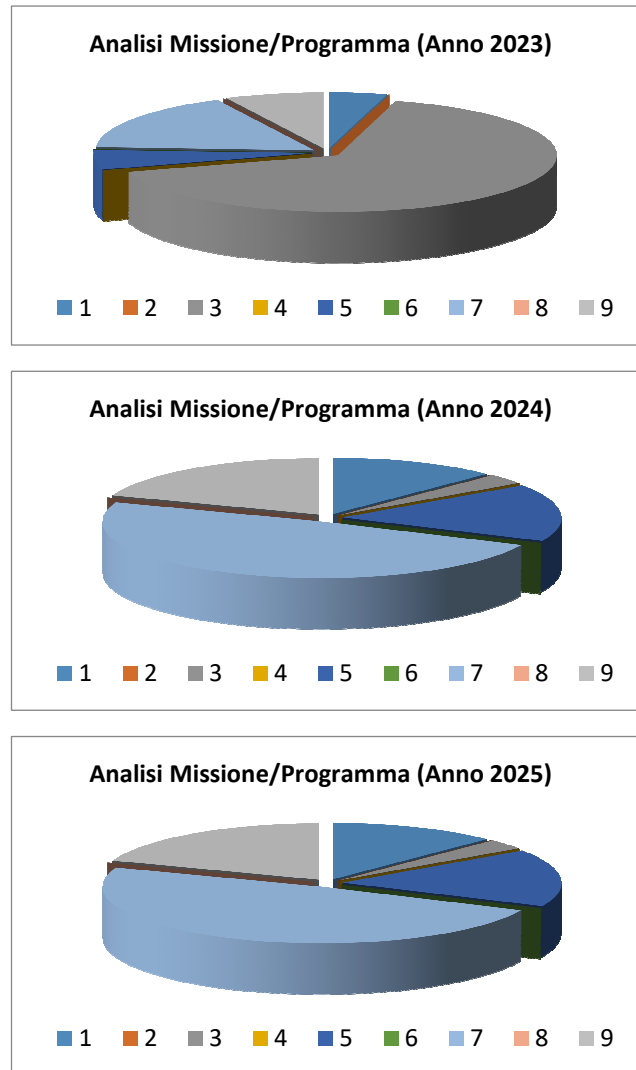 Analisi Missione/Programma (Anno 2023)
1 2 3 4 5 6 7 8 9
Analisi Missione/Programma (Anno 2024)
1 2 3 4 5 6 7 8 9
Analisi Missione/Programma (Anno 2025)
1 2 3 4 5 6 7 8 9